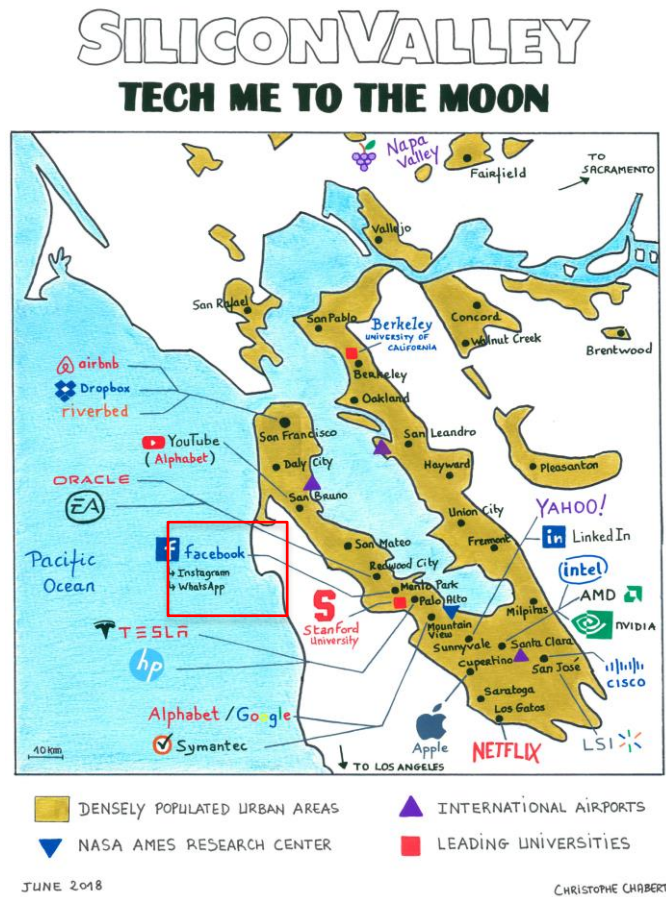 SILICON VALLEY
TECH ME TO THE MOON
Napa
Valley
Fairfield
TO
SACRAMENTO
Vallejo
San Rafael
San Pablo
Concord
Walnut Creek
Brentwood
Berkeley
UNIVERSITY OF
CALIFORNIA
Berkeley
Oakland
airbnb
Dropbox
riverbed
San Francisco
San Leandro
YouTube
(Alphabet)
Daly City
Hayward
Pleasanton
ORACLE
EA
San Bruno
Union City
YAHOO!
Pacific
Ocean
f facebook
↳ Instagram
↳ WhatsApp
San Mateo
Fremont
in LinkedIn
Redwood City
(intel)
Menlo Park
Palo Alto
AMD
S
Stanford
University
Milpitas
NVIDIA
TESLA
hp
Mountain
View
Sunnyvale
Santa Clara
Cupertino
San José
CISCO
Saratoga
Los Gatos
Alphabet / Google
Symantec
Apple
NETFLIX
LSI
10 km
TO LOS ANGELES
DENSELY POPULATED URBAN AREAS
INTERNATIONAL AIRPORTS
NASA AMES RESEARCH CENTER
LEADING UNIVERSITIES
JUNE 2018
CHRISTOPHE CHABERT